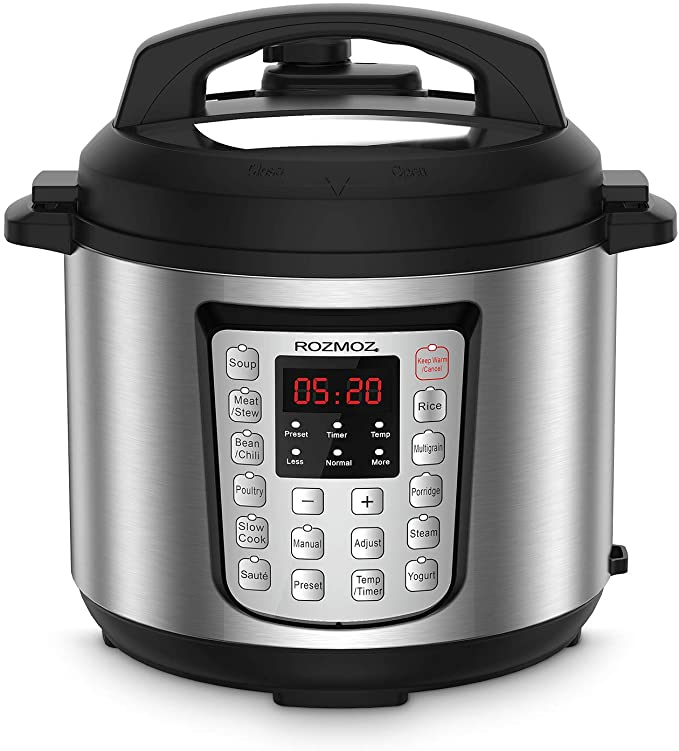 Close
Open
ROZMOZ
Soup
Keep Warm
/Cancel
05:20
Meat
/Stew
Rice
Preset Timer Temp
Bean
/Chili
Multigrain
Less Normal More
Poultry
Porridge
− +
Slow
Cook
Manual
Adjust
Steam
Sauté
Preset
Temp
/Timer
Yogurt